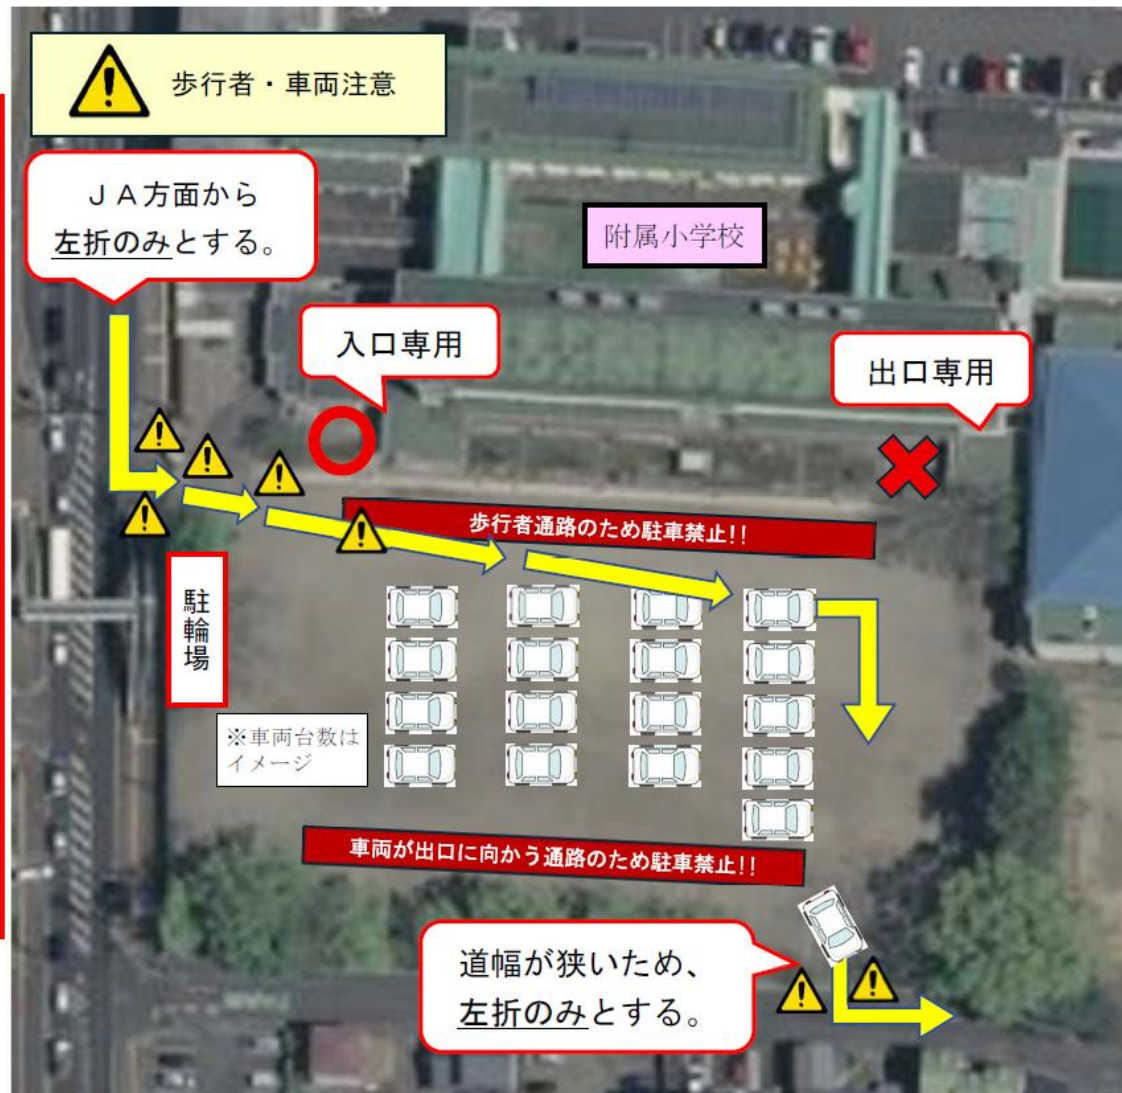 歩行者・車両注意
ＪＡ方面から
左折のみとする。
附属小学校
入口専用
出口専用
歩行者通路のため駐車禁止!!
駐輪場
※車両台数は
イメージ
車両が出口に向かう通路のため駐車禁止!!
道幅が狭いため、
左折のみとする。